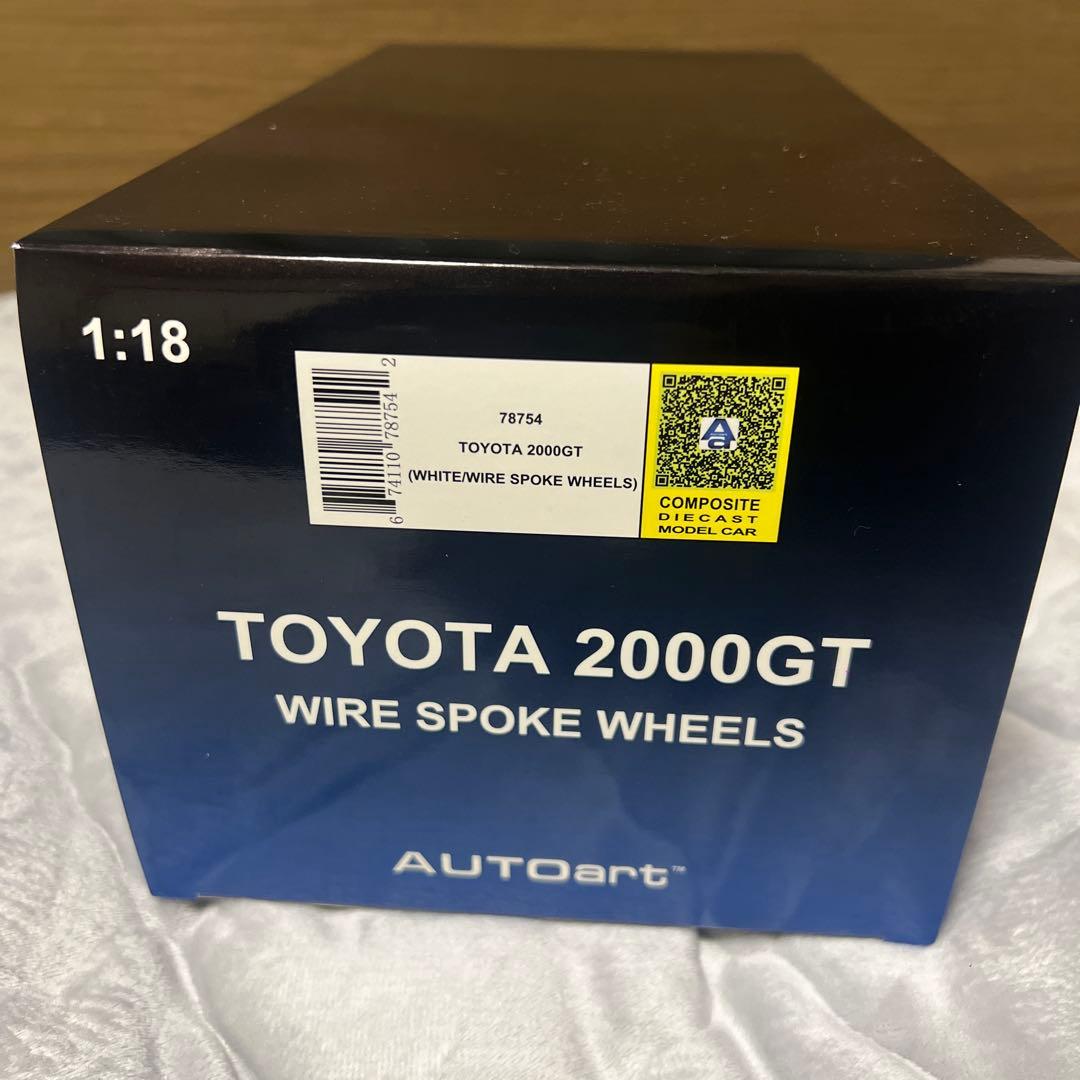 1:18
6 74110 78754 2
78754
TOYOTA 2000GT
(WHITE/WIRE SPOKE WHEELS)
COMPOSITE
DIECAST
MODEL CAR
TOYOTA 2000GT
WIRE SPOKE WHEELS
AUTOart™